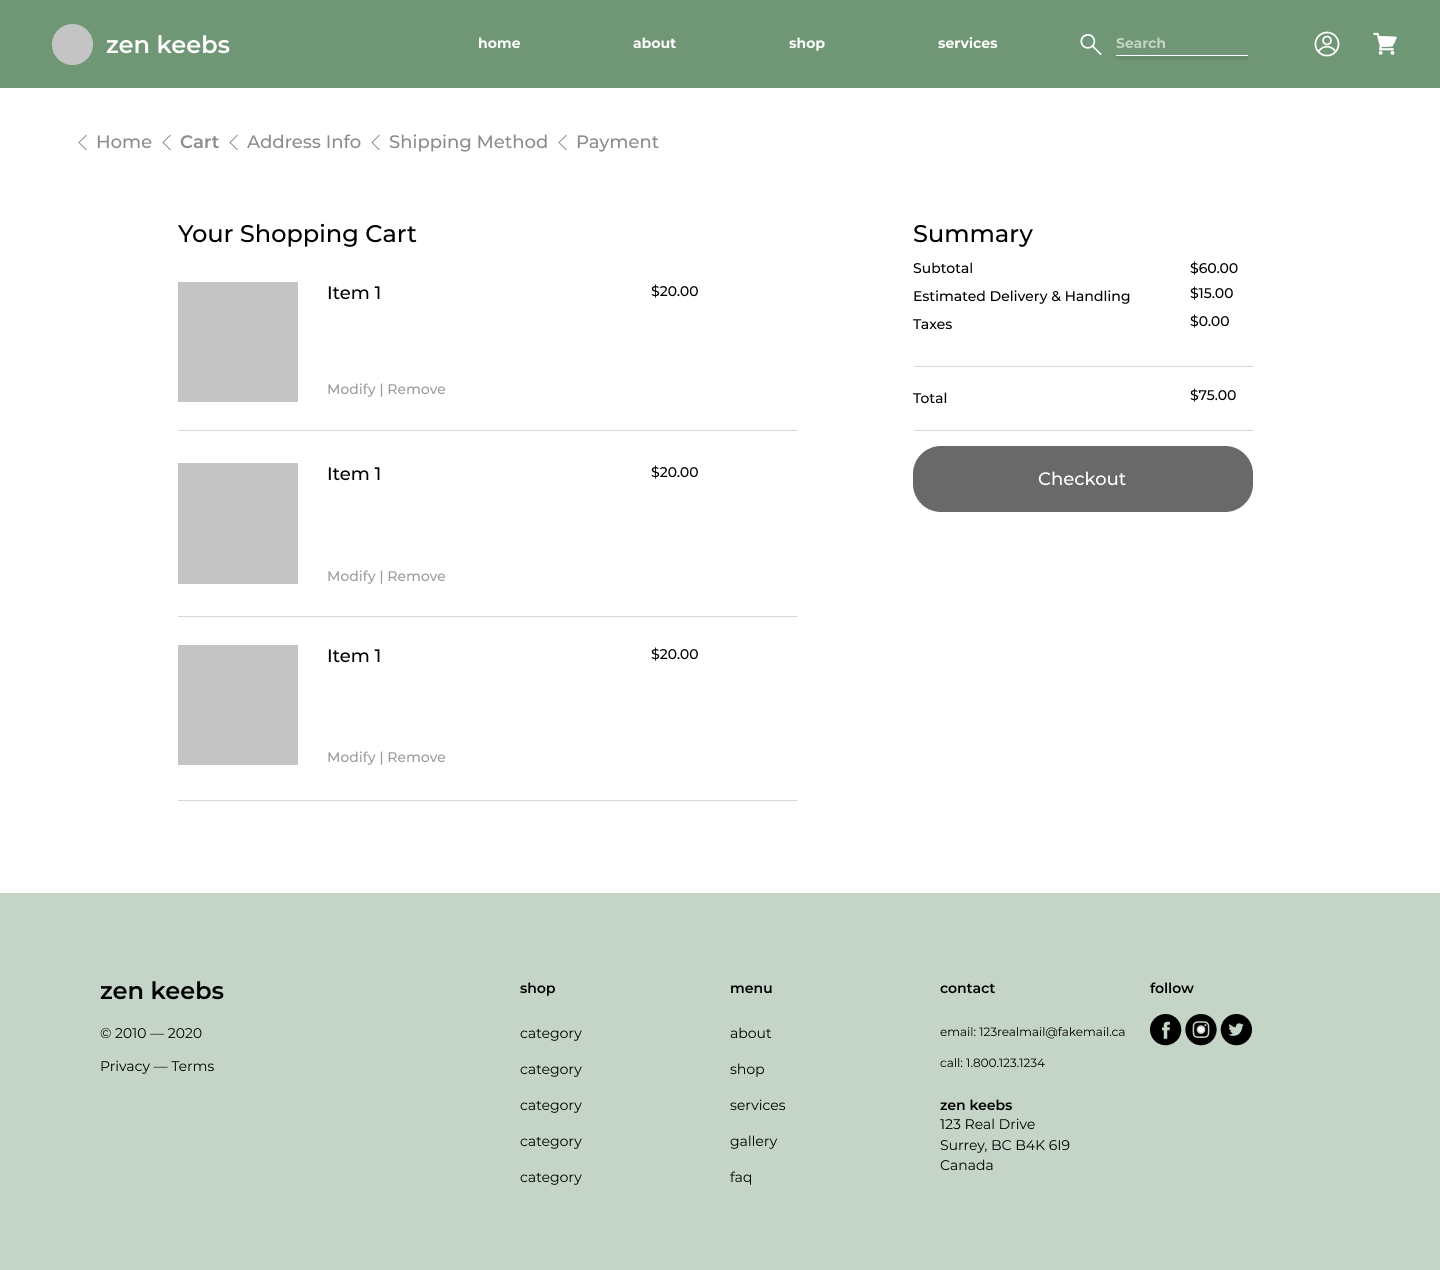 zen keebs
home about shop services Search
Home Cart Address Info Shipping Method Payment
Your Shopping Cart
Item 1 $20.00
Modify | Remove
Item 1 $20.00
Modify | Remove
Item 1 $20.00
Modify | Remove
Summary
Subtotal $60.00
Estimated Delivery & Handling $15.00
Taxes $0.00
Total $75.00
Checkout
zen keebs
© 2010 — 2020
Privacy — Terms
shop
category
category
category
category
category
menu
about
shop
services
gallery
faq
contact
email: 123realmail@fakemail.ca
call: 1.800.123.1234
zen keebs
123 Real Drive
Surrey, BC B4K 6I9
Canada
follow